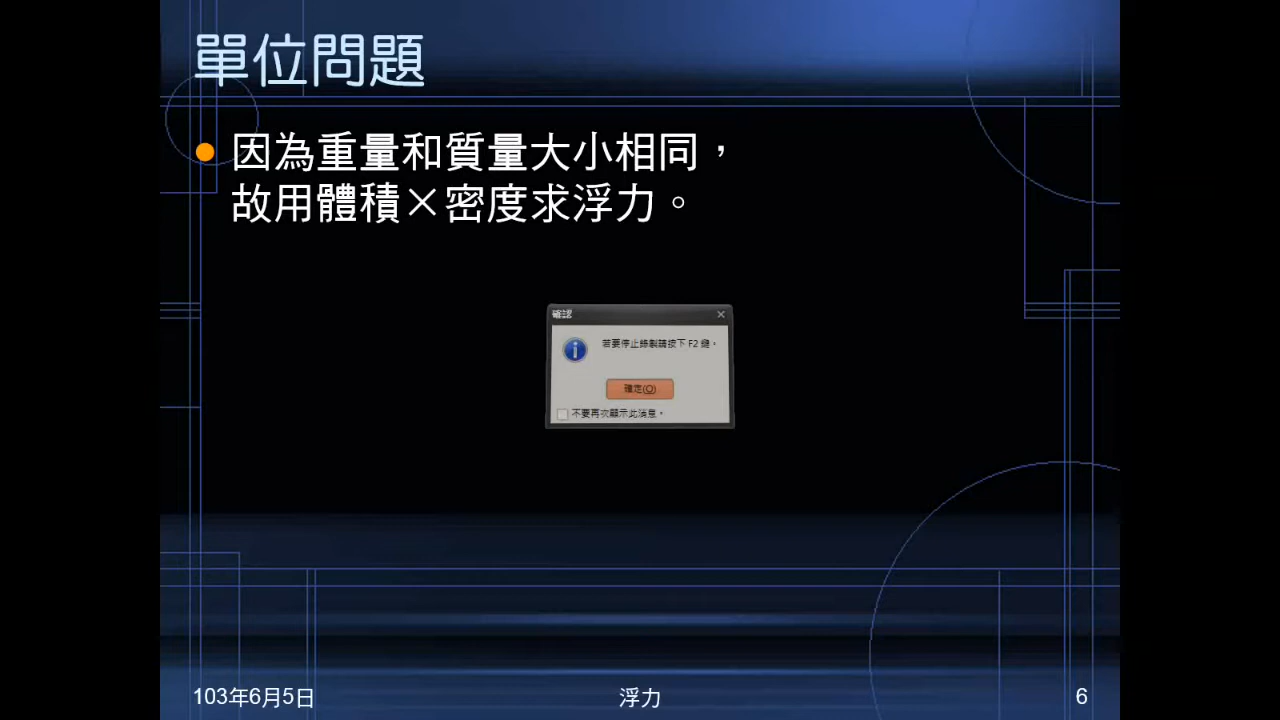 單位問題
因為重量和質量大小相同，
故用體積×密度求浮力。
確認
若要停止錄製請按下 F2 鍵。
確定(O)
不要再次顯示此消息。
103年6月5日
浮力
6